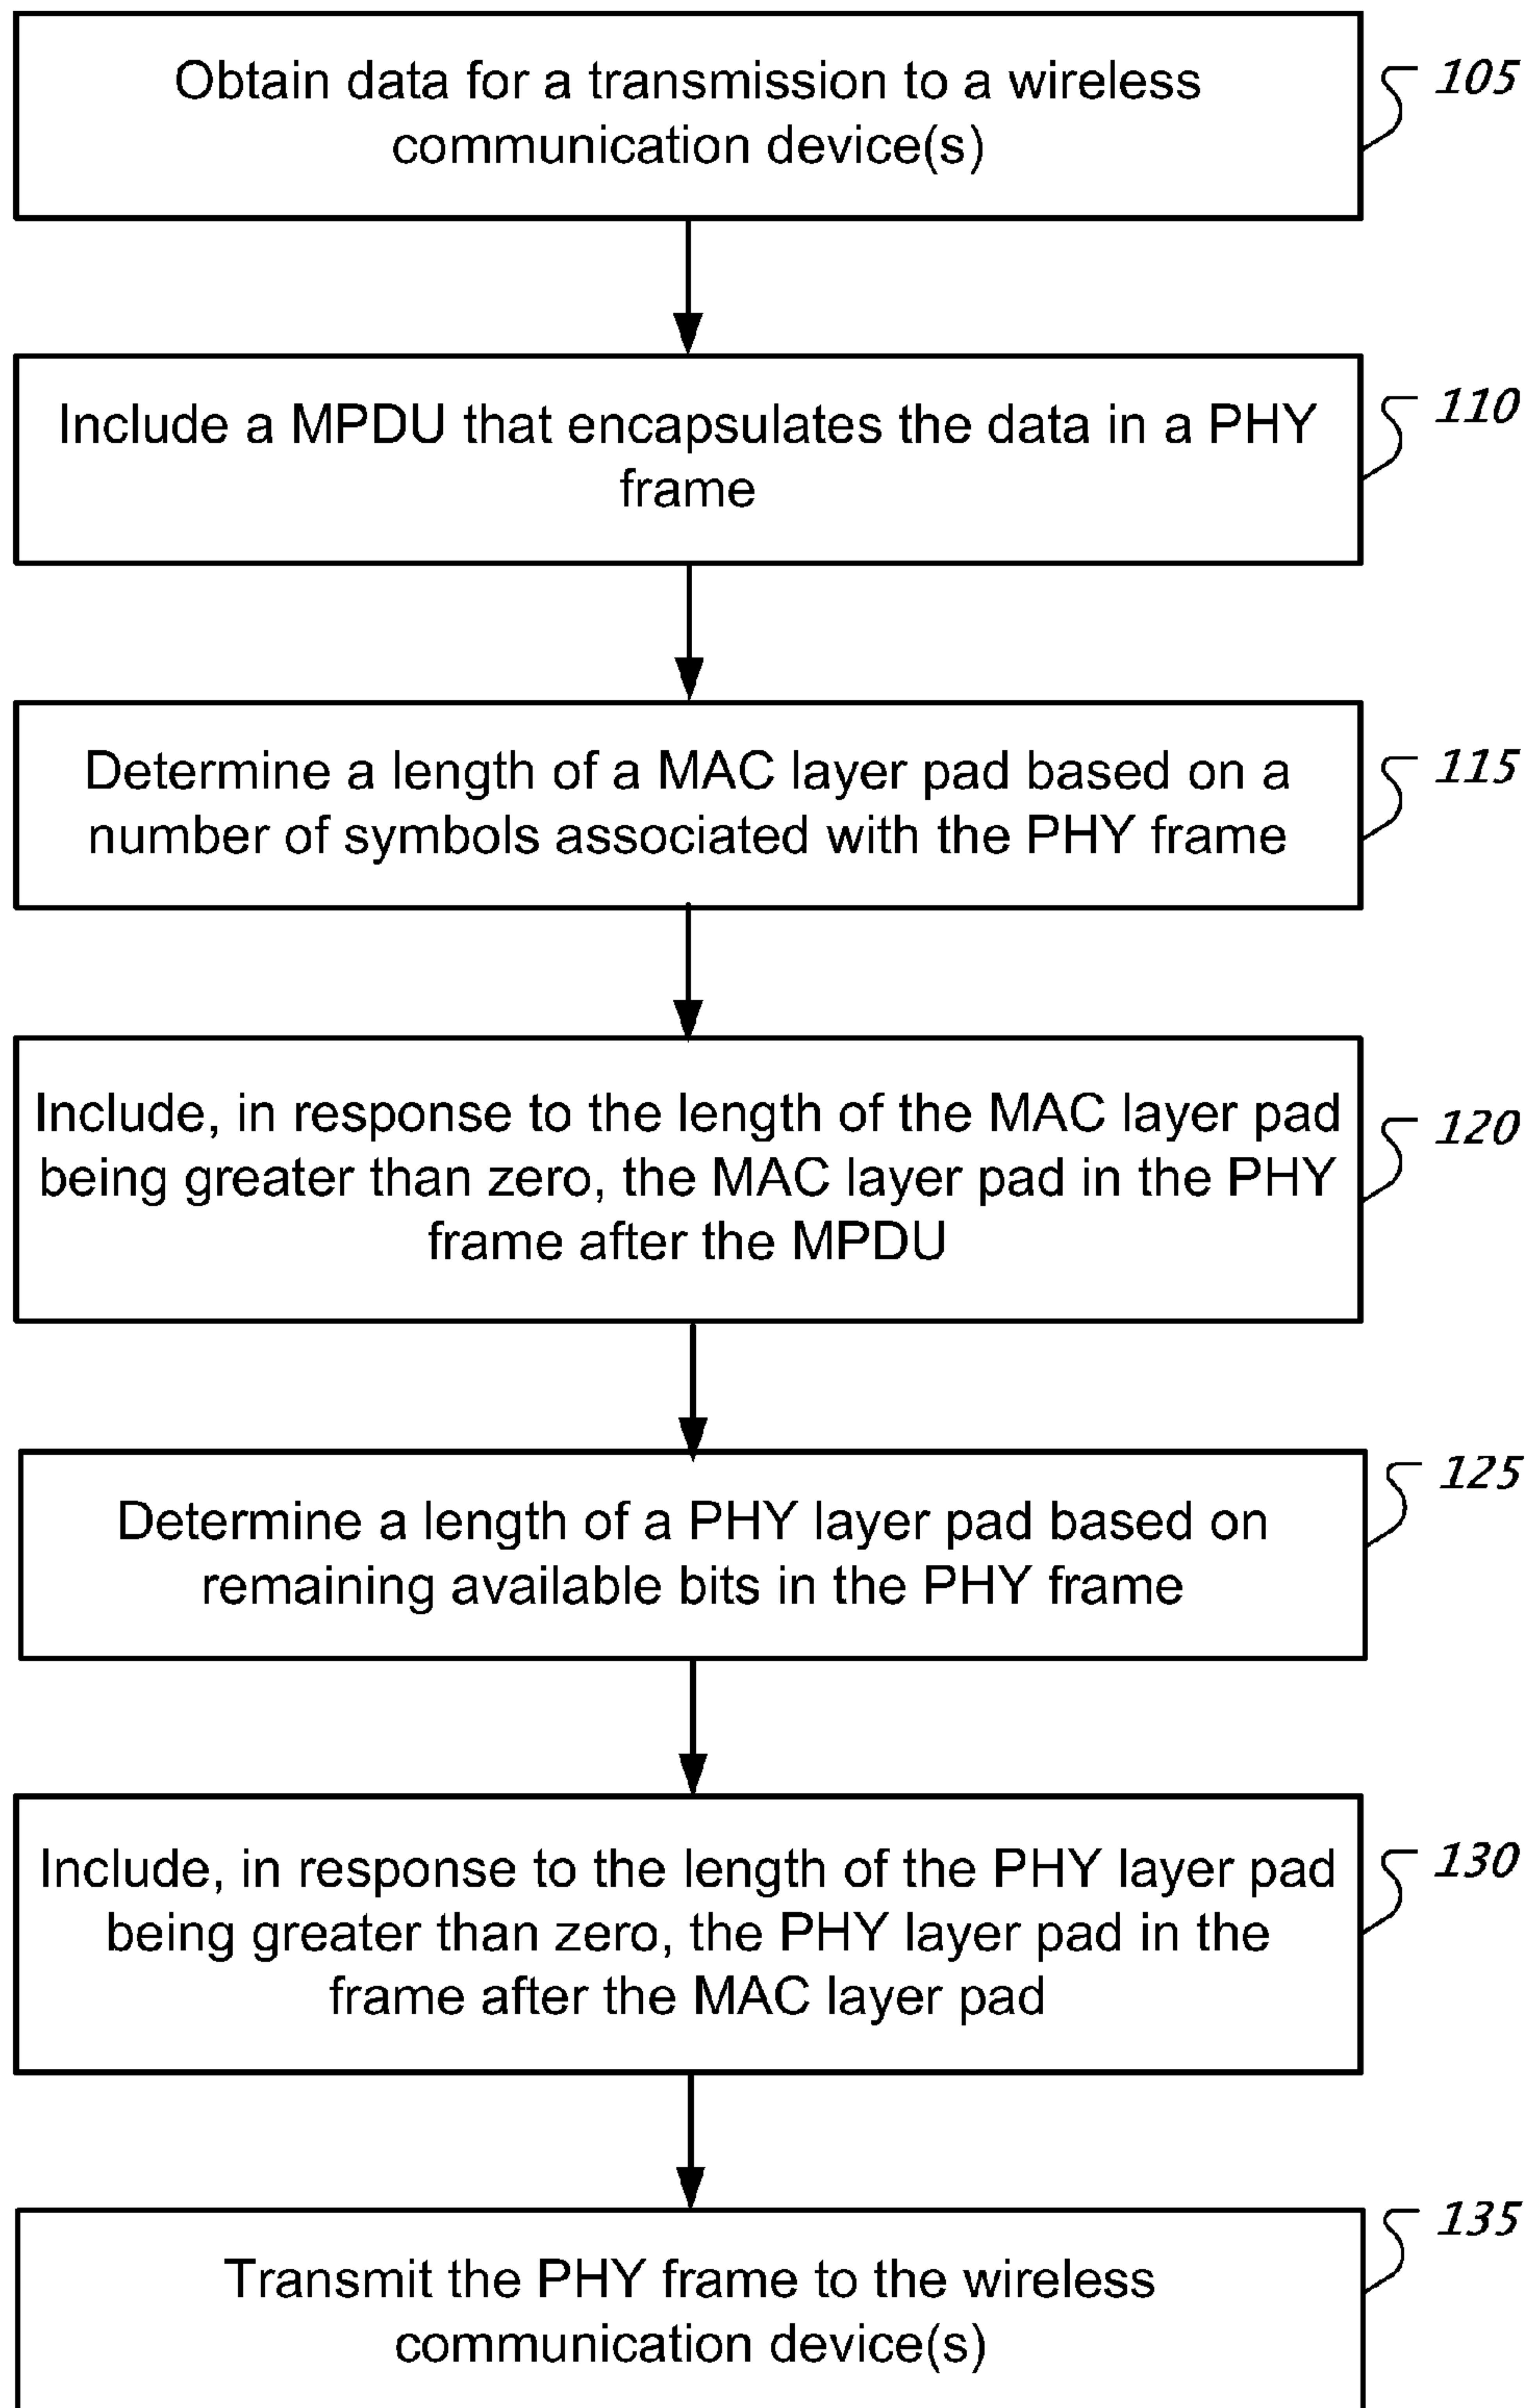 Obtain data for a transmission to a wireless
communication device(s)
105
Include a MPDU that encapsulates the data in a PHY
frame
110
Determine a length of a MAC layer pad based on a
number of symbols associated with the PHY frame
115
Include, in response to the length of the MAC layer pad
being greater than zero, the MAC layer pad in the PHY
frame after the MPDU
120
Determine a length of a PHY layer pad based on
remaining available bits in the PHY frame
125
Include, in response to the length of the PHY layer pad
being greater than zero, the PHY layer pad in the
frame after the MAC layer pad
130
Transmit the PHY frame to the wireless
communication device(s)
135